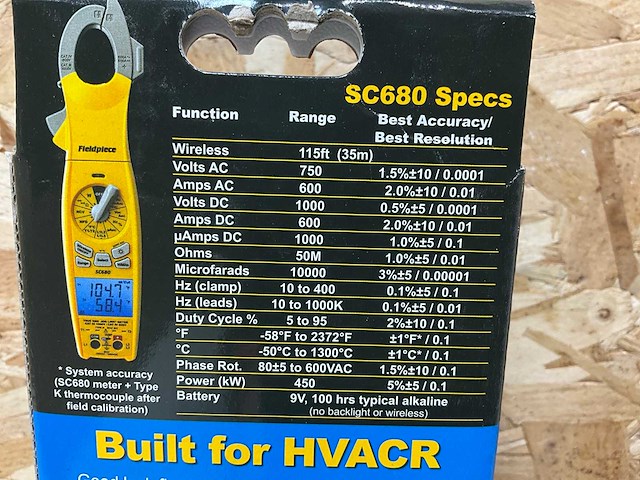 SC680 Specs
Function Range Best Accuracy/
Best Resolution
Wireless 115ft (35m)
Volts AC 750 1.5%±10 / 0.0001
Amps AC 600 2.0%±10 / 0.01
Volts DC 1000 0.5%±5 / 0.0001
Amps DC 600 2.0%±10 / 0.01
µAmps DC 1000 1.0%±5 / 0.1
Ohms 50M 1.0%±5 / 0.01
Microfarads 10000 3%±5 / 0.00001
Hz (clamp) 10 to 400 0.1%±5 / 0.1
Hz (leads) 10 to 1000K 0.1%±5 / 0.01
Duty Cycle % 5 to 95 2%±10 / 0.1
°F -58°F to 2372°F ±1°F* / 0.1
°C -50°C to 1300°C ±1°C* / 0.1
Phase Rot. 80±5 to 600VAC 1.5%±10 / 0.1
Power (kW) 450 5%±5 / 0.1
Battery 9V, 100 hrs typical alkaline
(no backlight or wireless)
Fieldpiece
SC680
104.7
58.4
* System accuracy
(SC680 meter + Type
K thermocouple after
field calibration)
Built for HVACR